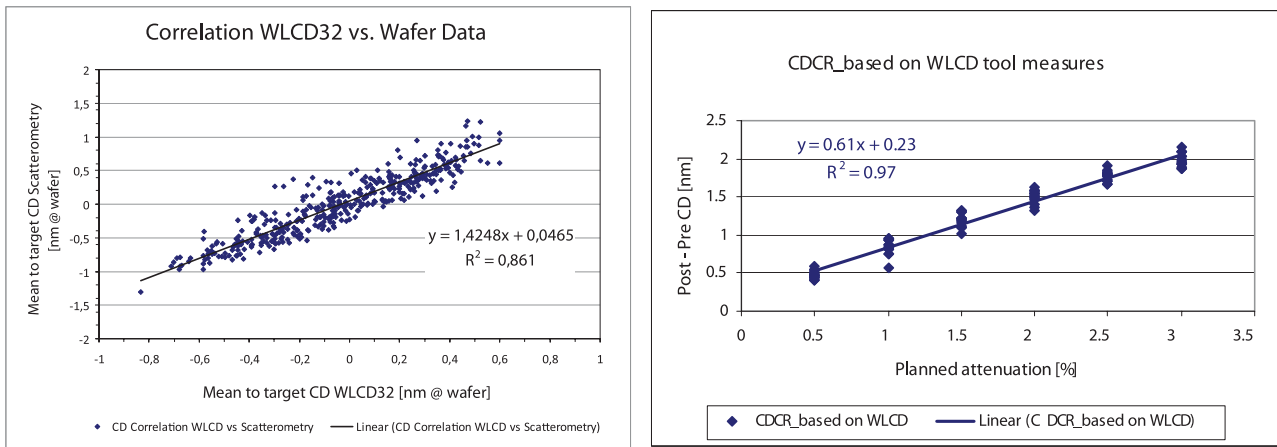 Correlation WLCD32 vs. Wafer Data
Mean to target CD Scatterometry
[nm @ wafer]
2
1,5
1
0,5
0
-0,5
-1
-1,5
-2
y = 1,4248x + 0,0465
R² = 0,861
-1 -0,8 -0,6 -0,4 -0,2 0 0,2 0,4 0,6 0,8 1
Mean to target CD WLCD32 [nm @ wafer]
CD Correlation WLCD vs Scatterometry) Linear (CD Correlation WLCD vs Scatterometry)
CDCR_based on WLCD tool measures
Post - Pre CD [nm]
2.5
2
1.5
1
0.5
0
y = 0.61x + 0.23
R² = 0.97
0 0.5 1 1.5 2 2.5 3 3.5
Planned attenuation [%]
CDCR_based on WLCD Linear (C DCR_based on WLCD)